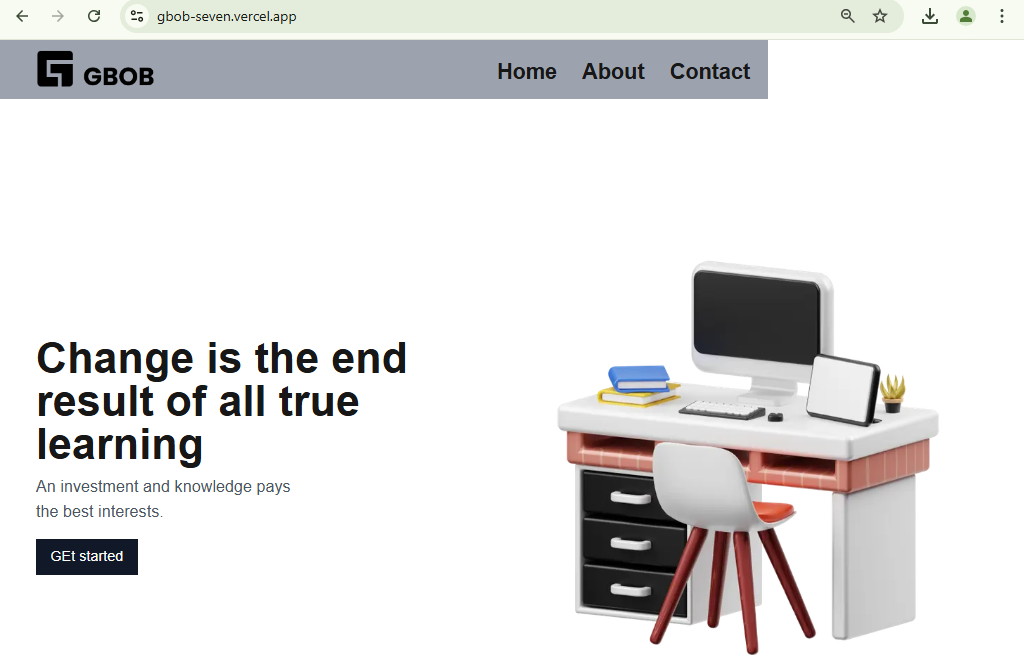 gbob-seven.vercel.app
GBOB
Home About Contact
Change is the end
result of all true
learning
An investment and knowledge pays
the best interests.
GEt started